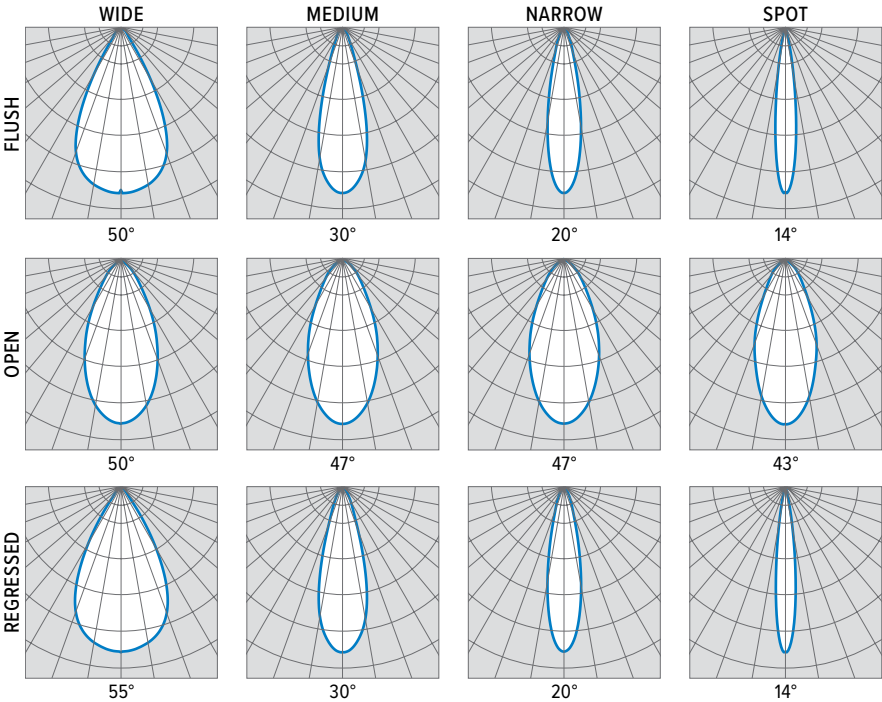 WIDE MEDIUM NARROW SPOT
FLUSH
50° 30° 20° 14°
OPEN
50° 47° 47° 43°
REGRESSED
55° 30° 20° 14°